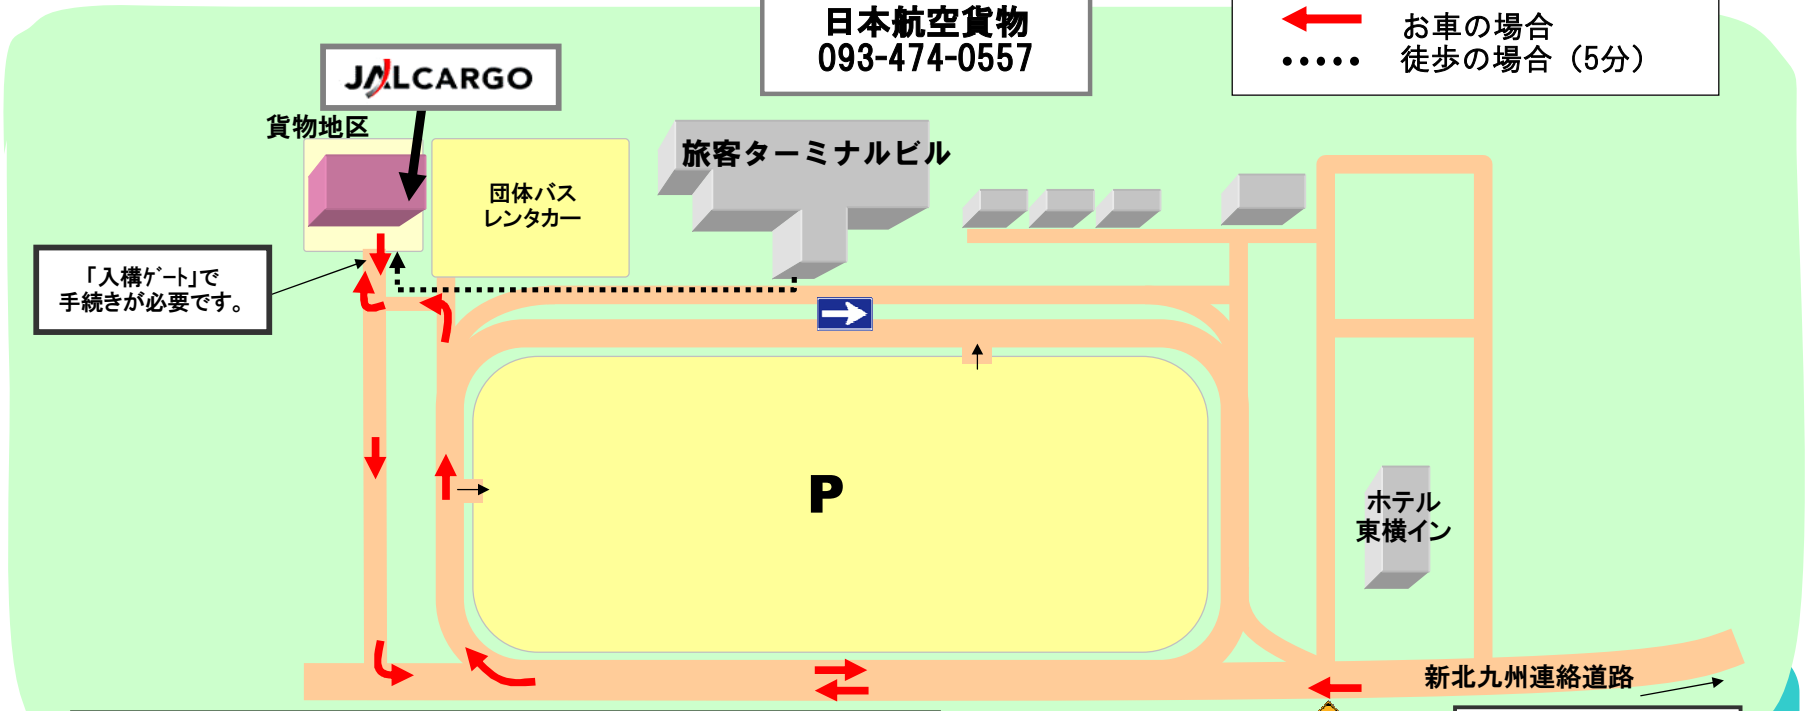 日本航空貨物
093-474-0557
お車の場合
徒歩の場合（5分）
JALCARGO
貨物地区
旅客ターミナルビル
団体バス
レンタカー
「入構ｹﾞｰﾄ」で
手続きが必要です。
P
ホテル
東横イン
新北九州連絡道路